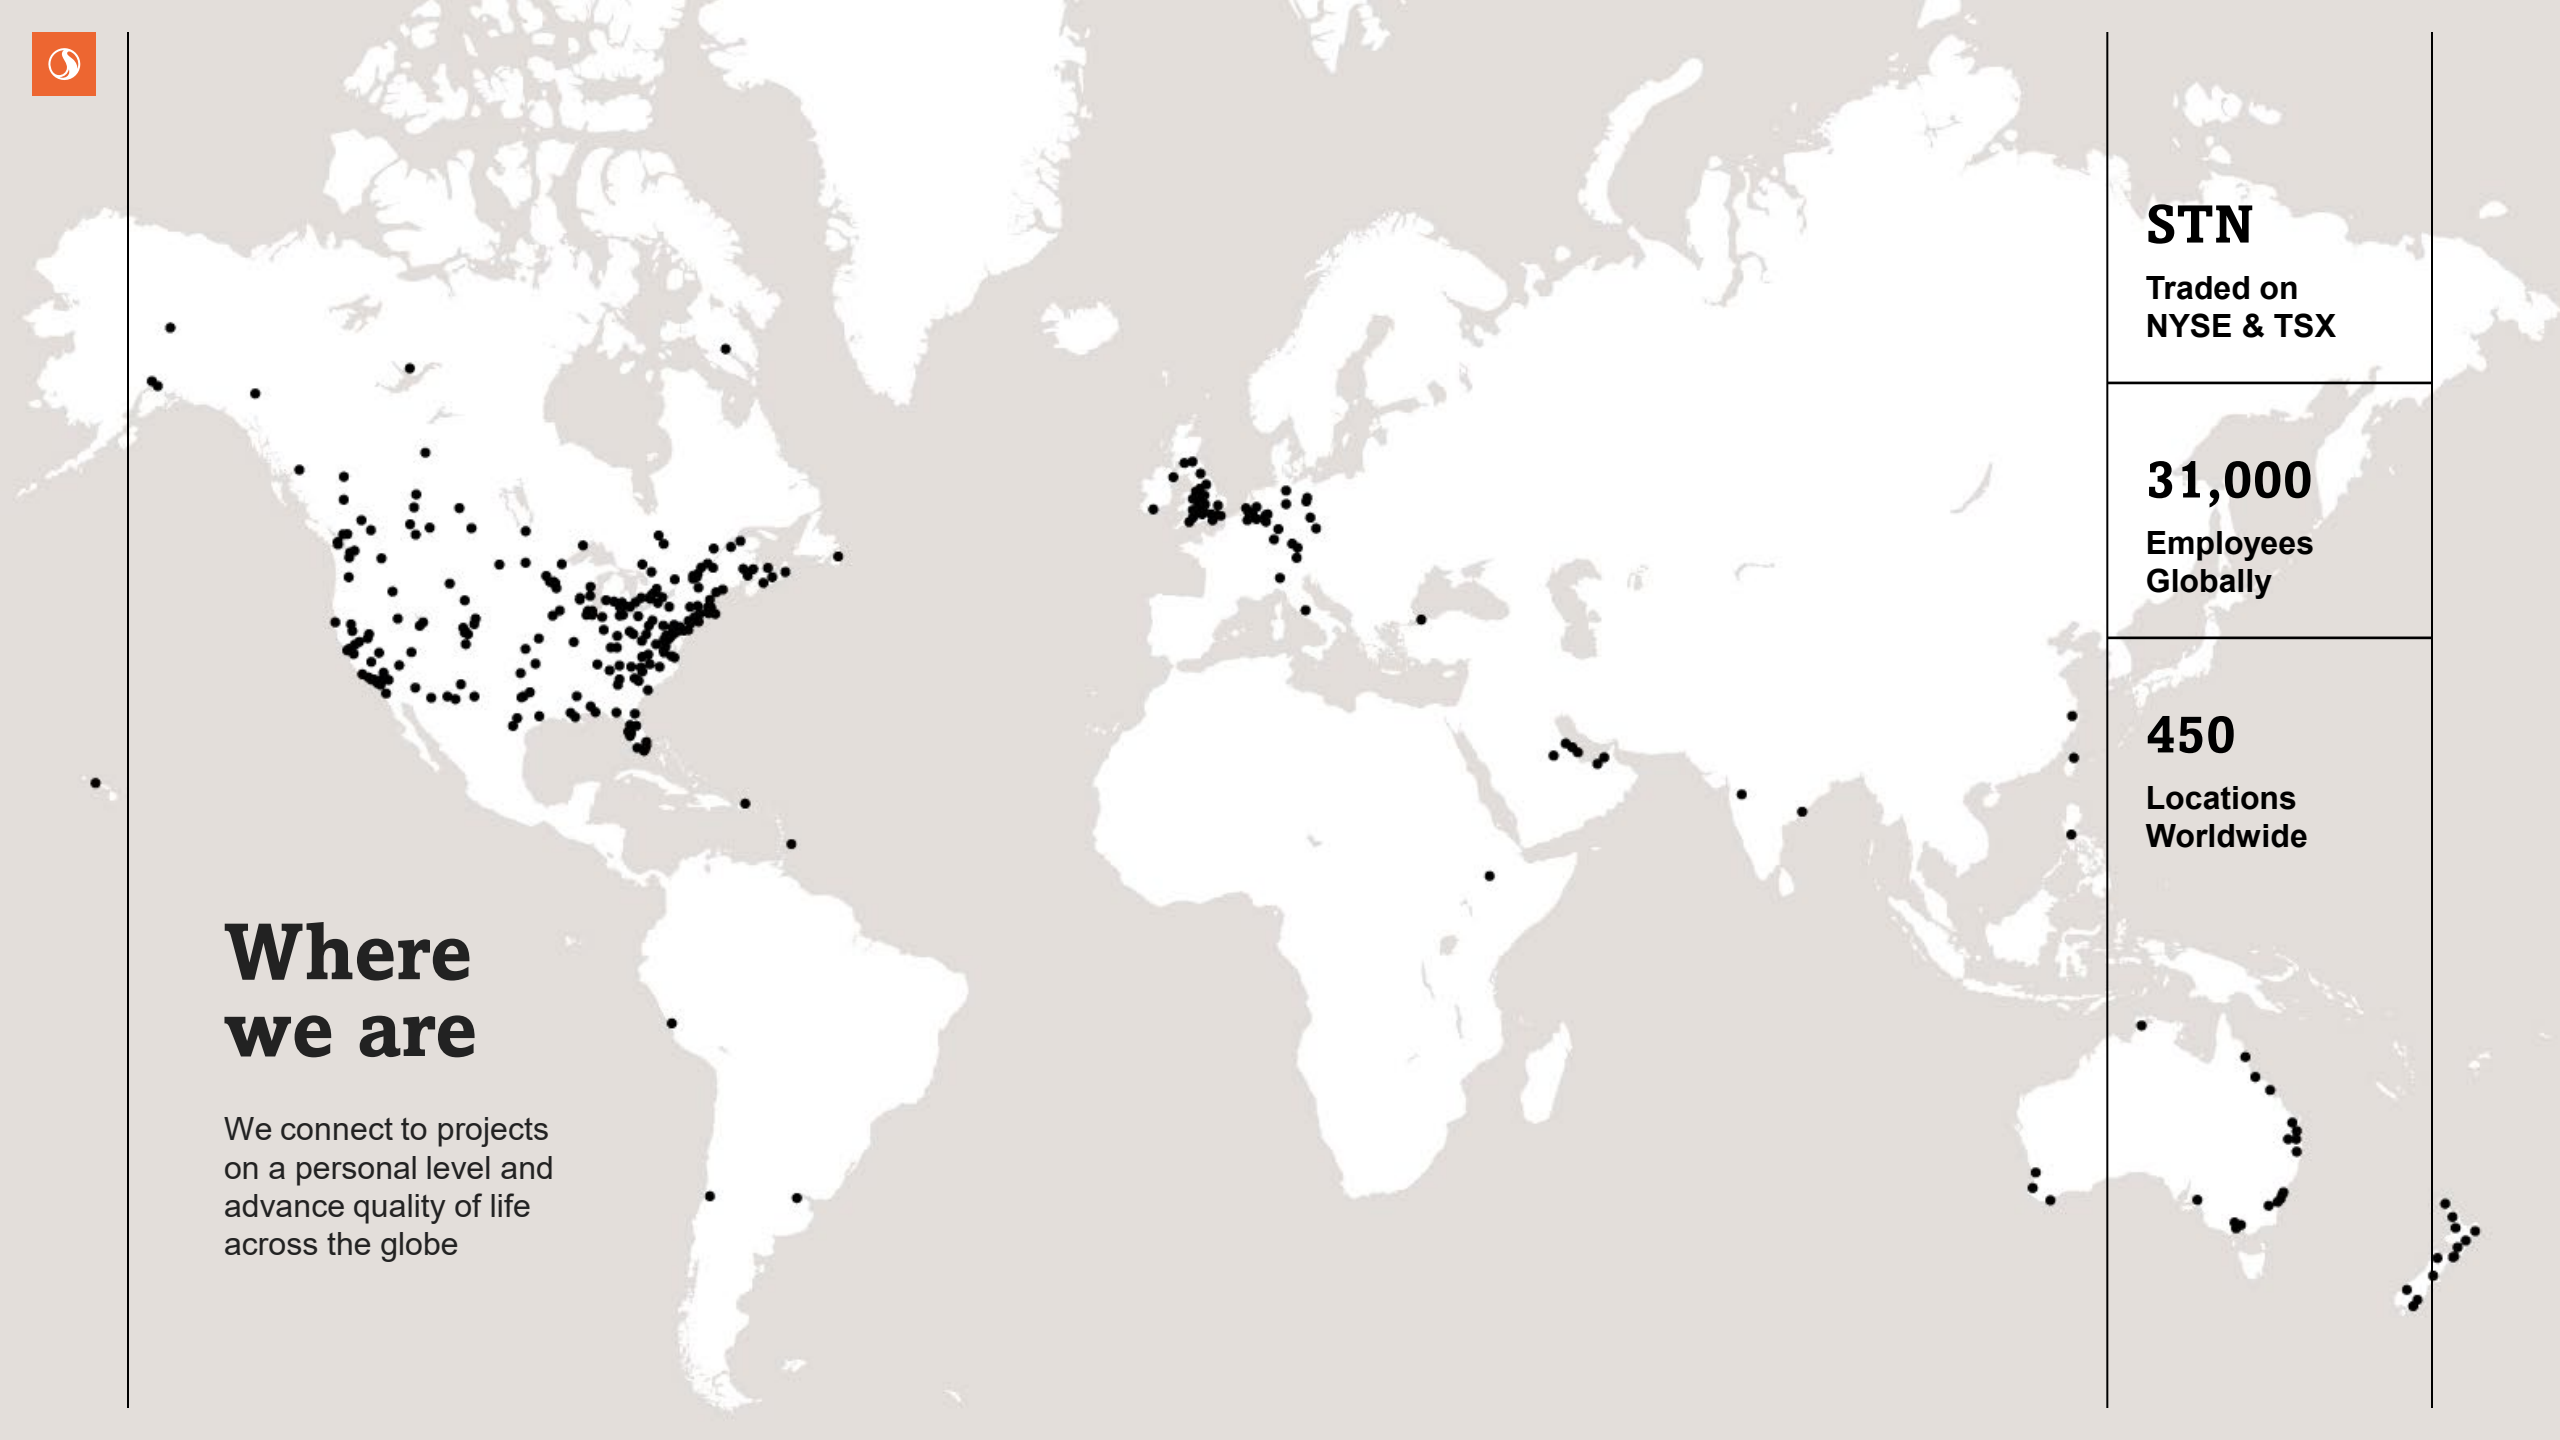 STN
Traded on
NYSE & TSX
31,000
Employees
Globally
450
Locations
Worldwide
Where
we are
We connect to projects
on a personal level and
advance quality of life
across the globe